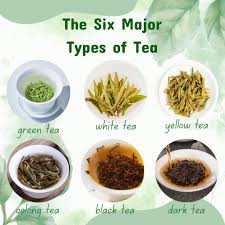 The Six Major
Types of Tea
green tea
white tea
yellow tea
oolong tea
black tea
dark tea